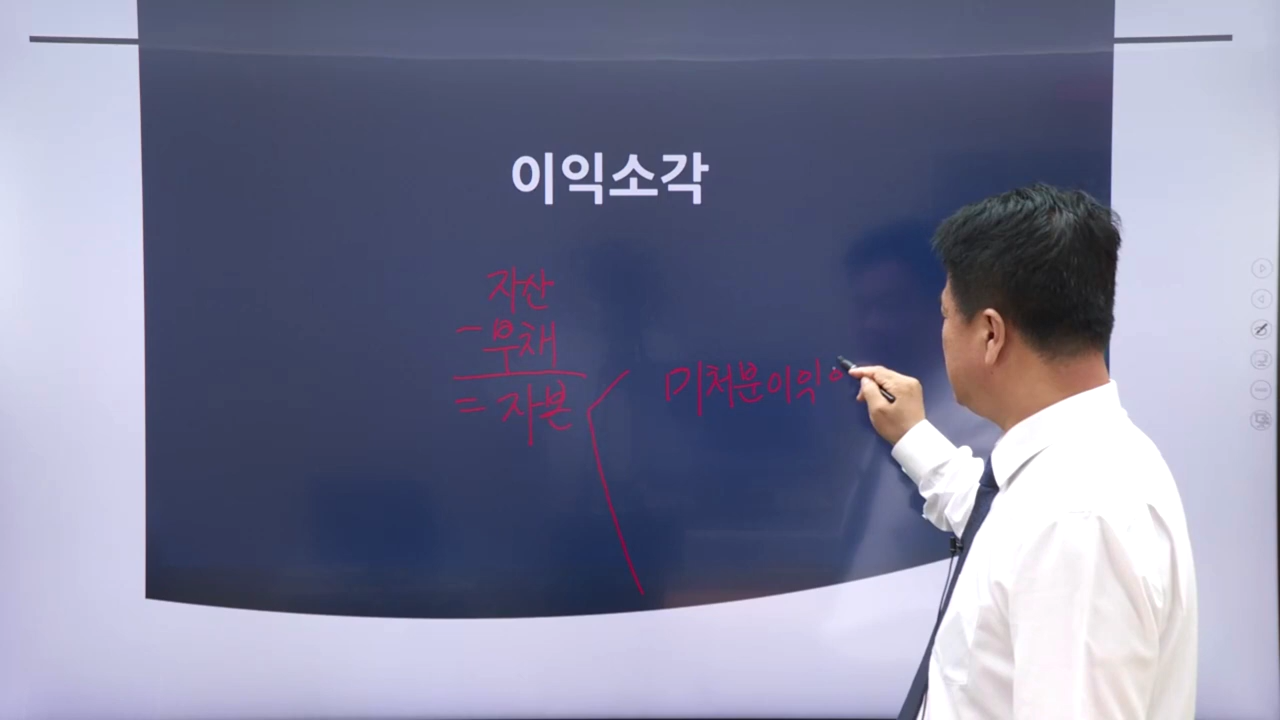 이익소각
자산
- 부채
= 자본
미처분이익